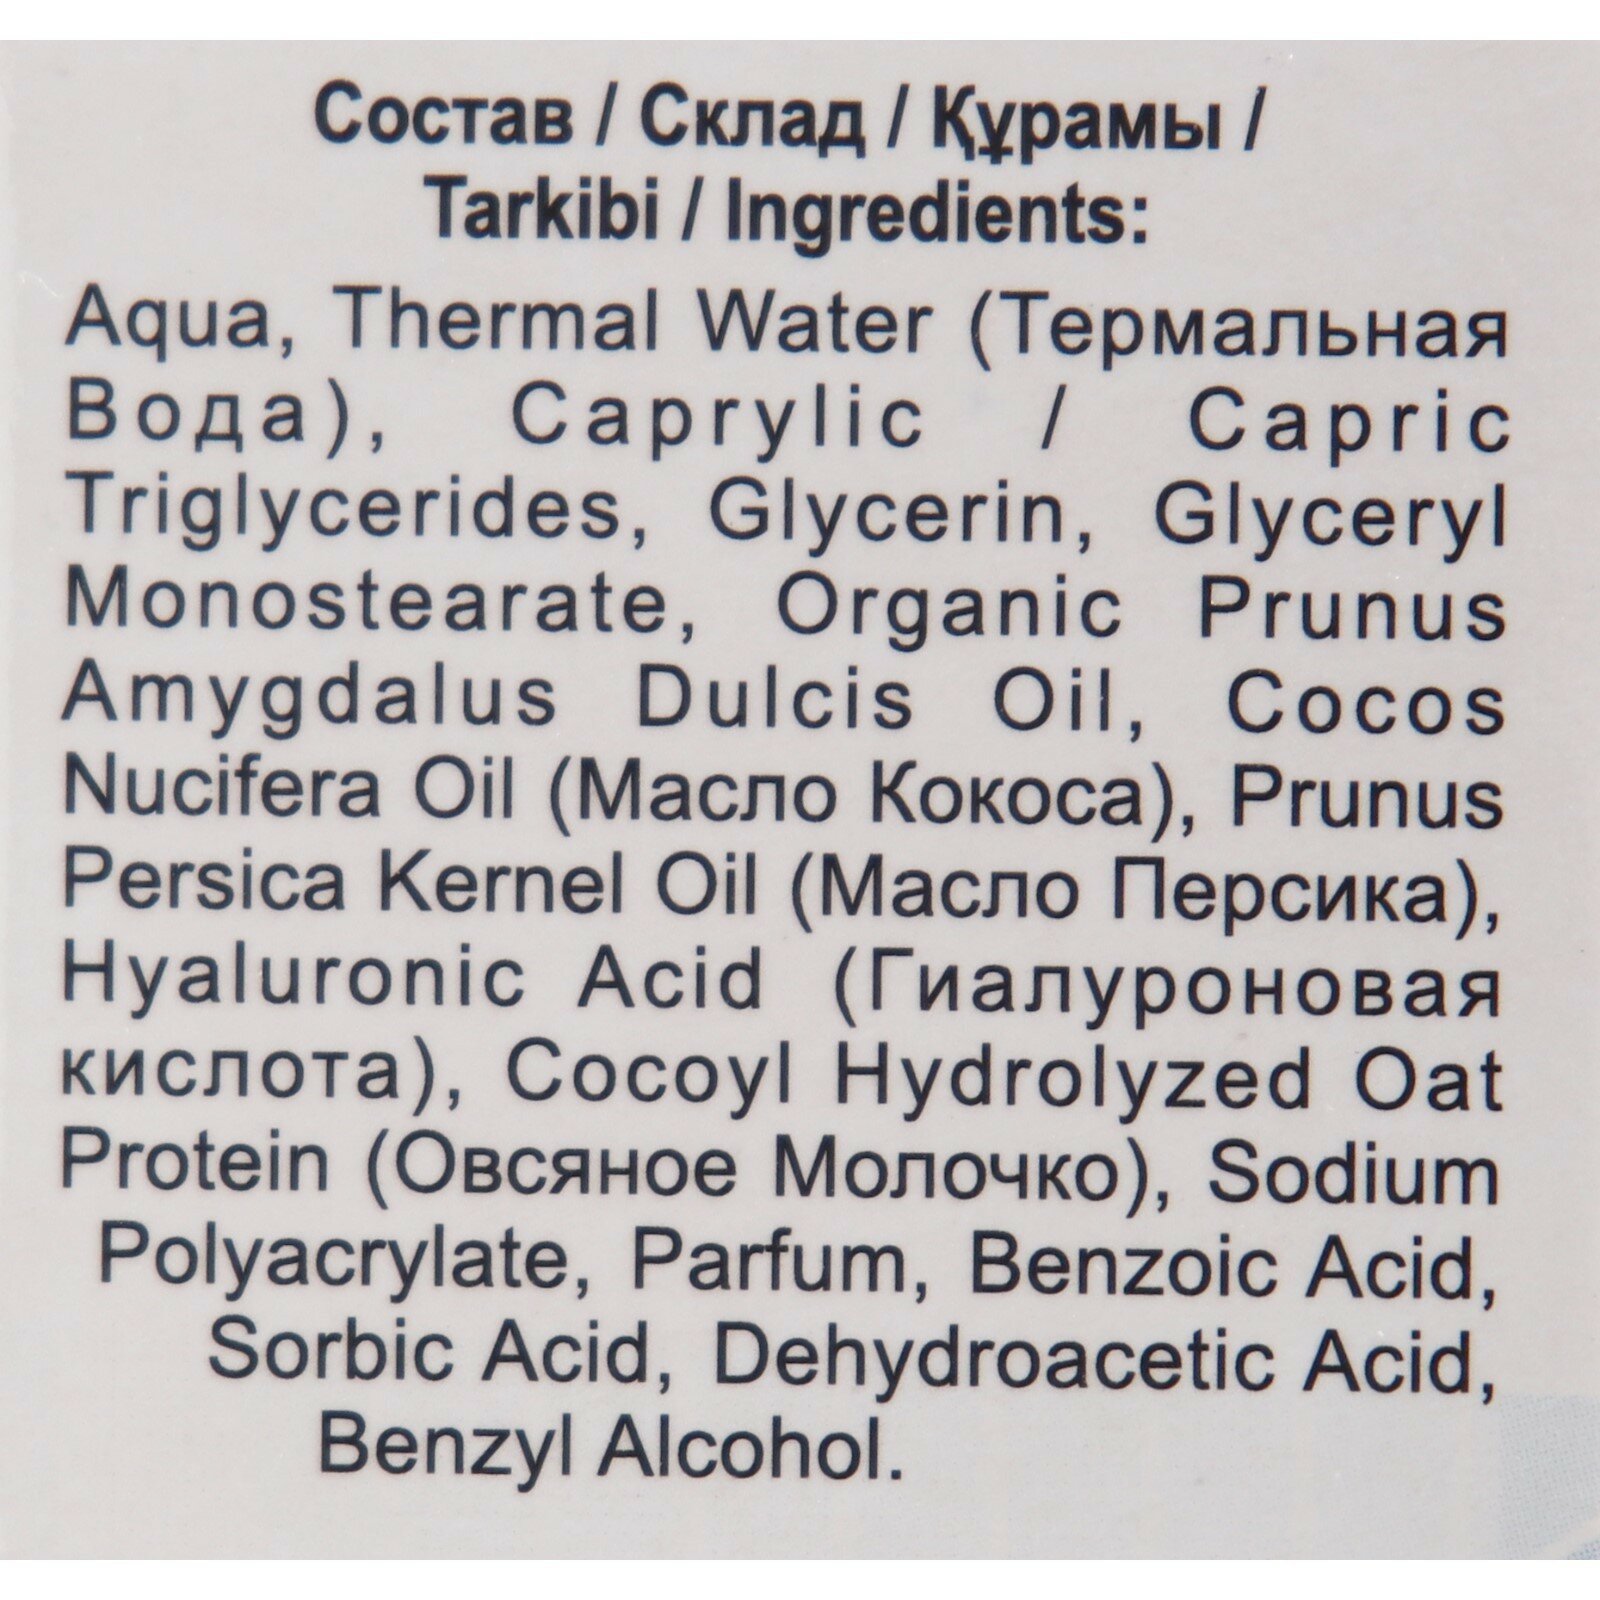 Состав / Склад / Құрамы /
Tarkibi / Ingredients:
Aqua, Thermal Water (Термальная
Вода), Caprylic / Capric
Triglycerides, Glycerin, Glyceryl
Monostearate, Organic Prunus
Amygdalus Dulcis Oil, Cocos
Nucifera Oil (Масло Кокоса), Prunus
Persica Kernel Oil (Масло Персика),
Hyaluronic Acid (Гиалуроновая
кислота), Cocoyl Hydrolyzed Oat
Protein (Овсяное Молочко), Sodium
Polyacrylate, Parfum, Benzoic Acid,
Sorbic Acid, Dehydroacetic Acid,
Benzyl Alcohol.